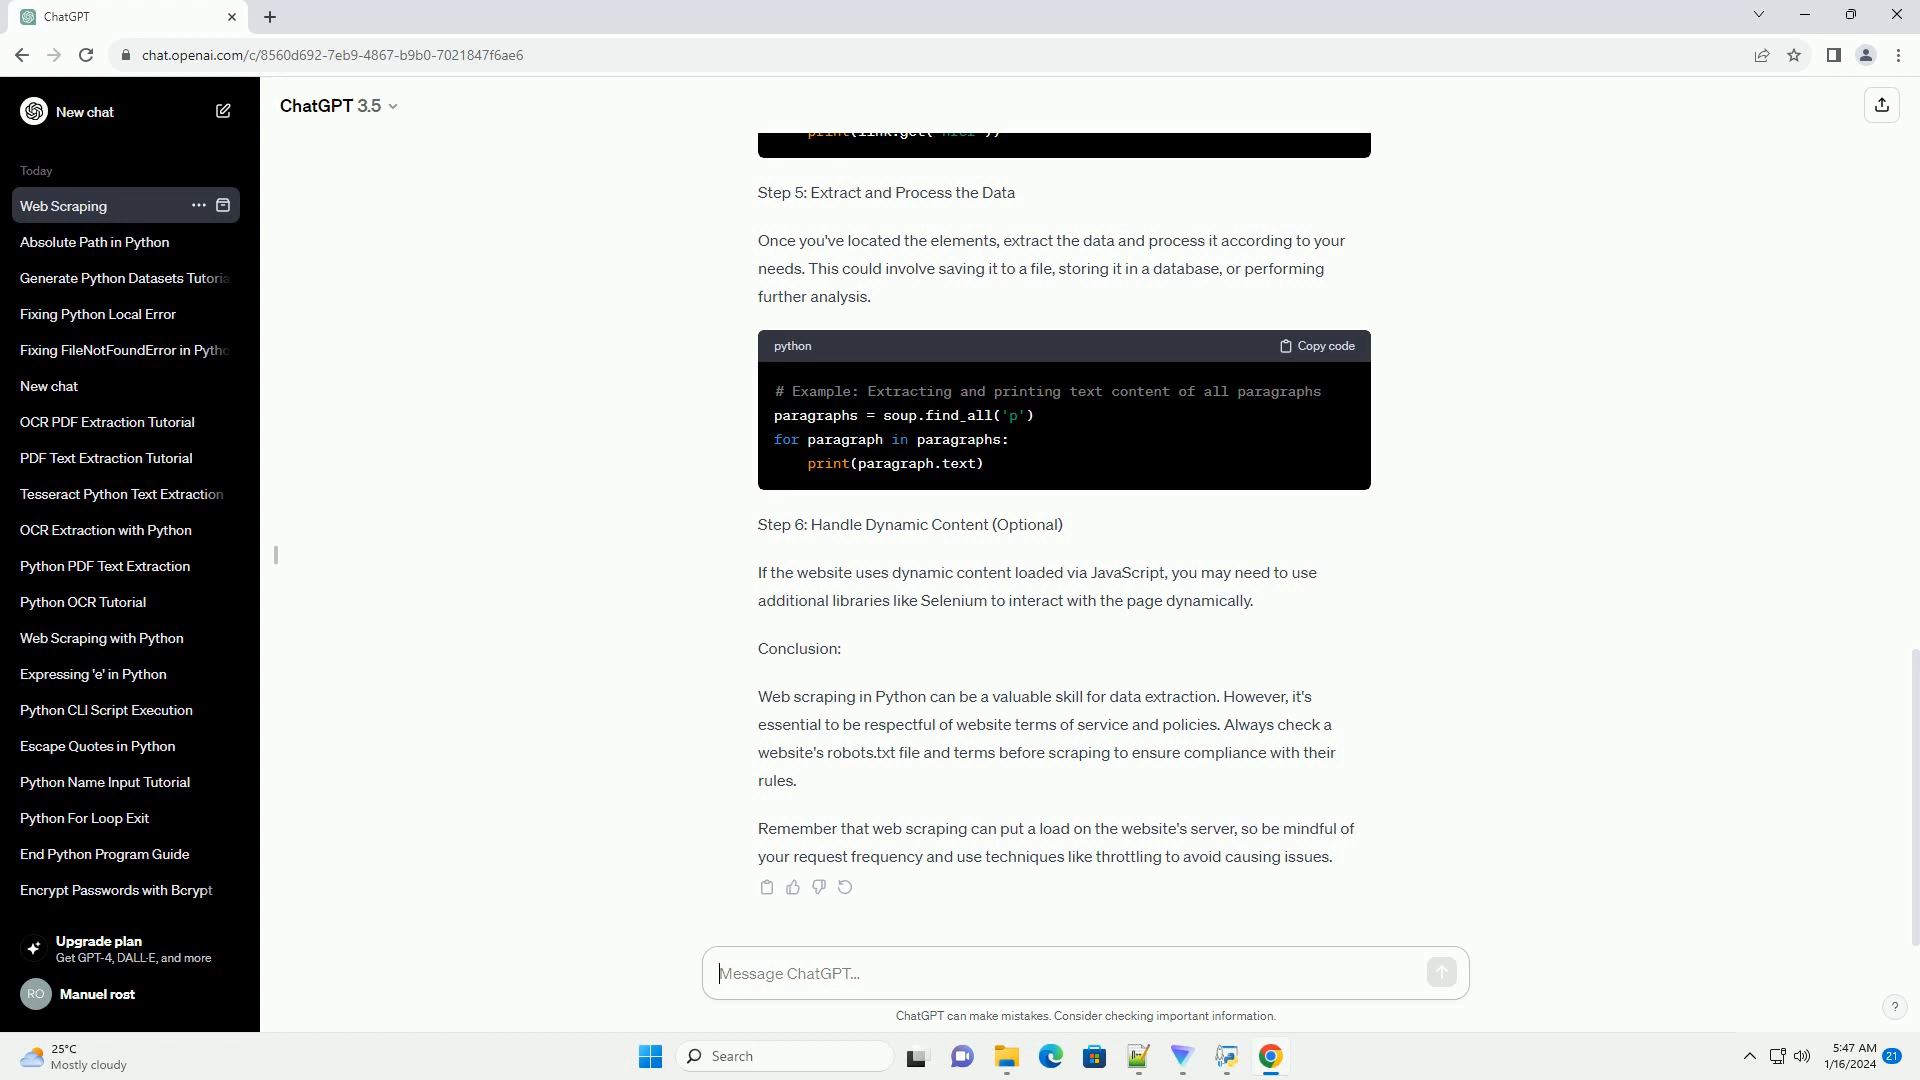 ChatGPT
chat.openai.com/c/8560d692-7eb9-4867-b9b0-7021847f6ae6
New chat
ChatGPT 3.5
Today
Web Scraping
Absolute Path in Python
Generate Python Datasets Tutoria
Fixing Python Local Error
Fixing FileNotFoundError in Pytho
New chat
OCR PDF Extraction Tutorial
PDF Text Extraction Tutorial
Tesseract Python Text Extraction
OCR Extraction with Python
Python PDF Text Extraction
Python OCR Tutorial
Web Scraping with Python
Expressing 'e' in Python
Python CLI Script Execution
Escape Quotes in Python
Python Name Input Tutorial
Python For Loop Exit
End Python Program Guide
Encrypt Passwords with Bcrypt
Upgrade plan
Get GPT-4, DALL·E, and more
RO
Manuel rost
print(link.get('href'))
Step 5: Extract and Process the Data
Once you've located the elements, extract the data and process it according to your
needs. This could involve saving it to a file, storing it in a database, or performing
further analysis.
python
Copy code
# Example: Extracting and printing text content of all paragraphs
paragraphs = soup.find_all('p')
for paragraph in paragraphs:
print(paragraph.text)
Step 6: Handle Dynamic Content (Optional)
If the website uses dynamic content loaded via JavaScript, you may need to use
additional libraries like Selenium to interact with the page dynamically.
Conclusion:
Web scraping in Python can be a valuable skill for data extraction. However, it's
essential to be respectful of website terms of service and policies. Always check a
website's robots.txt file and terms before scraping to ensure compliance with their
rules.
Remember that web scraping can put a load on the website's server, so be mindful of
your request frequency and use techniques like throttling to avoid causing issues.
Message ChatGPT...
ChatGPT can make mistakes. Consider checking important information.
?
25°C
Mostly cloudy
Search
5:47 AM
1/16/2024
21